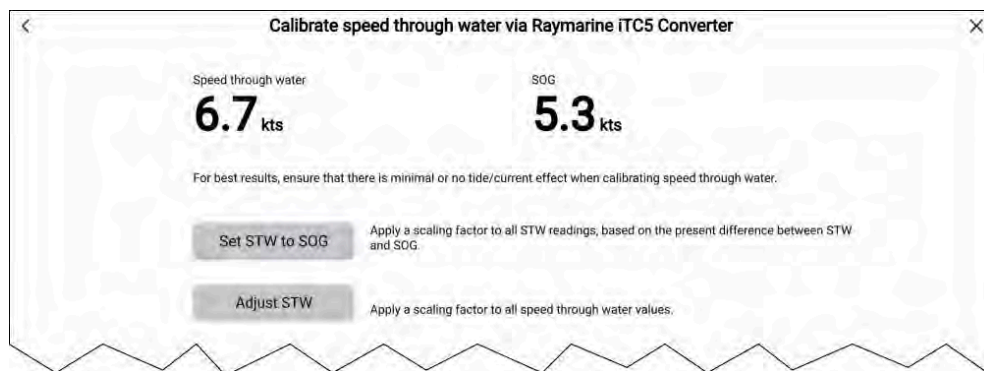 Calibrate speed through water via Raymarine iTC5 Converter
Speed through water
SOG
6.7 kts
5.3 kts
For best results, ensure that there is minimal or no tide/current effect when calibrating speed through water.
Set STW to SOG
Apply a scaling factor to all STW readings, based on the present difference between STW
and SOG.
Adjust STW
Apply a scaling factor to all speed through water values.